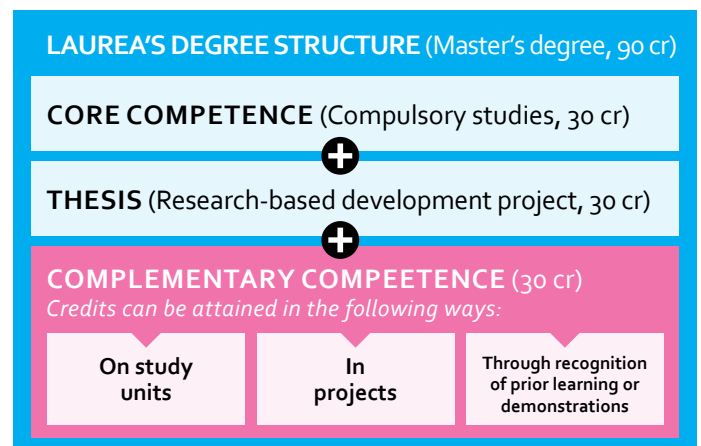 LAUREA'S DEGREE STRUCTURE (Master's degree, 90 cr)
CORE COMPETENCE (Compulsory studies, 30 cr)
+
THESIS (Research-based development project, 30 cr)
+
COMPLEMENTARY COMPEETENCE (30 cr)
Credits can be attained in the following ways:
On study
units
In
projects
Through recognition
of prior learning or
demonstrations